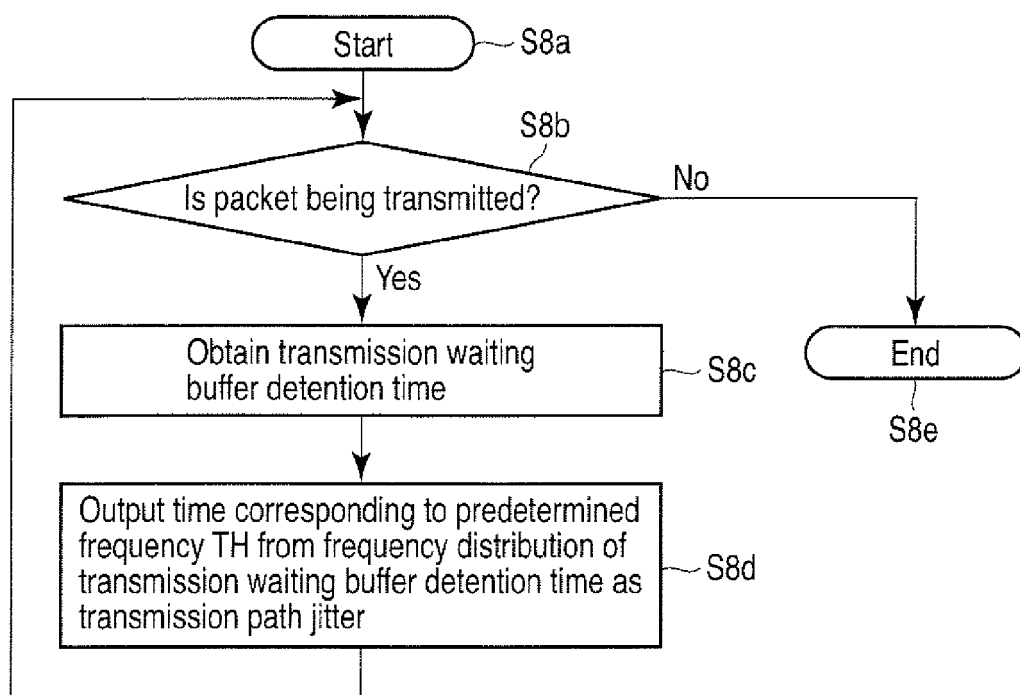 Start
S8a
S8b
Is packet being transmitted?
No
Yes
Obtain transmission waiting
buffer detention time
S8c
End
S8e
Output time corresponding to predetermined
frequency TH from frequency distribution of
transmission waiting buffer detention time as
transmission path jitter
S8d